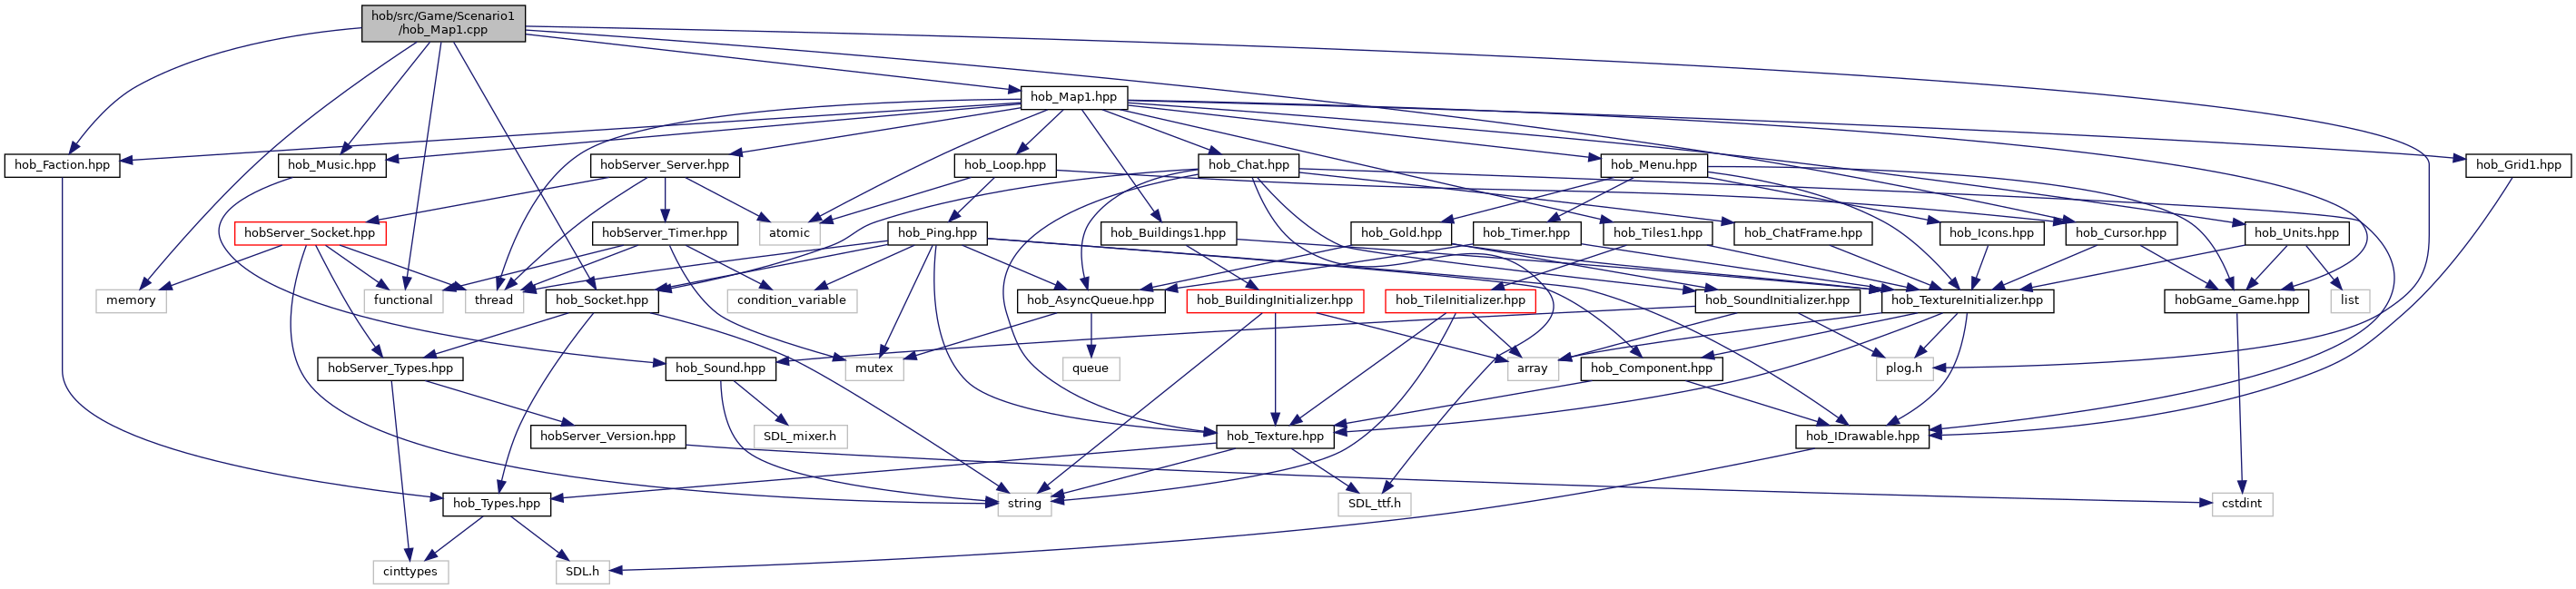 hob/src/Game/Scenario1
/hob_Map1.cpp
hob_Map1.hpp
hob_Faction.hpp
hob_Music.hpp
hobServer_Server.hpp
hob_Loop.hpp
hob_Chat.hpp
hob_Menu.hpp
hob_Grid1.hpp
hobServer_Socket.hpp
hobServer_Timer.hpp
atomic
hob_Ping.hpp
hob_Buildings1.hpp
hob_Gold.hpp
hob_Timer.hpp
hob_Tiles1.hpp
hob_ChatFrame.hpp
hob_Icons.hpp
hob_Cursor.hpp
hob_Units.hpp
memory
functional
thread
hob_Socket.hpp
condition_variable
hob_AsyncQueue.hpp
hob_BuildingInitializer.hpp
hob_TileInitializer.hpp
hob_SoundInitializer.hpp
hob_TextureInitializer.hpp
hobGame_Game.hpp
list
hobServer_Types.hpp
hob_Sound.hpp
mutex
queue
array
hob_Component.hpp
plog.h
hobServer_Version.hpp
SDL_mixer.h
hob_Texture.hpp
hob_IDrawable.hpp
hob_Types.hpp
string
SDL_ttf.h
cstdint
cinttypes
SDL.h